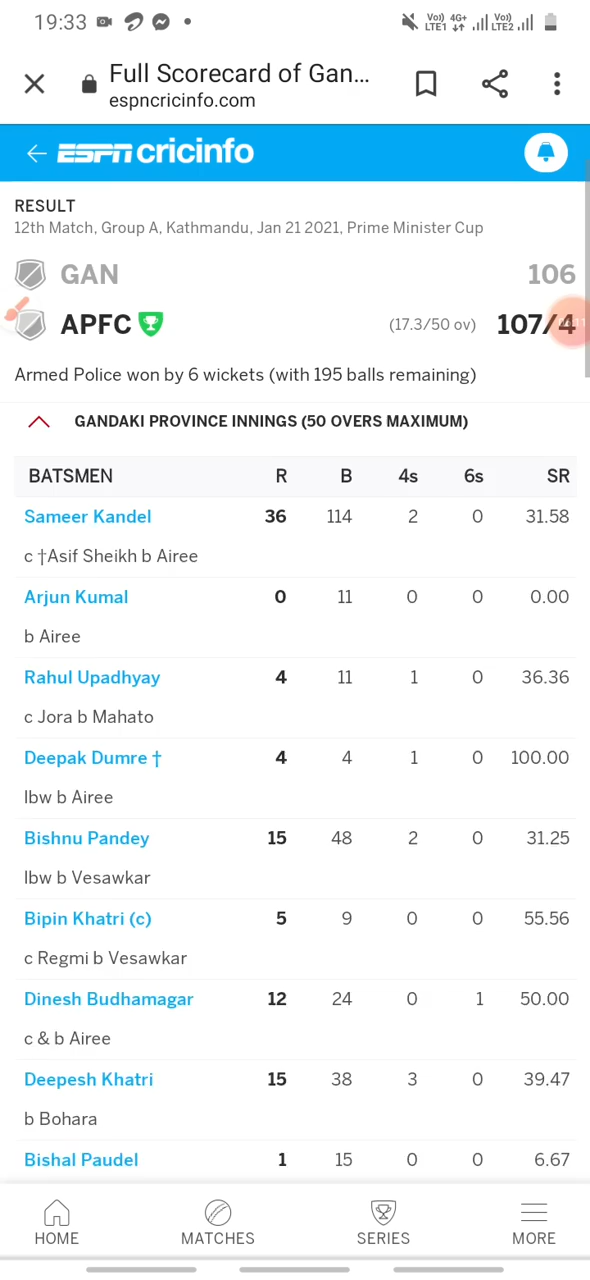 19:33 Vo)) 4G+ Vo))
LTE1 LTE2
Full Scorecard of Gan...
espncricinfo.com
ESPN cricinfo
RESULT
12th Match, Group A, Kathmandu, Jan 21 2021, Prime Minister Cup
GAN 106
APFC (17.3/50 ov) 107/4
Armed Police won by 6 wickets (with 195 balls remaining)
GANDAKI PROVINCE INNINGS (50 OVERS MAXIMUM)
BATSMEN R B 4s 6s SR
Sameer Kandel 36 114 2 0 31.58
c †Asif Sheikh b Airee
Arjun Kumal 0 11 0 0 0.00
b Airee
Rahul Upadhyay 4 11 1 0 36.36
c Jora b Mahato
Deepak Dumre † 4 4 1 0 100.00
lbw b Airee
Bishnu Pandey 15 48 2 0 31.25
lbw b Vesawkar
Bipin Khatri (c) 5 9 0 0 55.56
c Regmi b Vesawkar
Dinesh Budhamagar 12 24 0 1 50.00
c & b Airee
Deepesh Khatri 15 38 3 0 39.47
b Bohara
Bishal Paudel 1 15 0 0 6.67
HOME MATCHES SERIES MORE